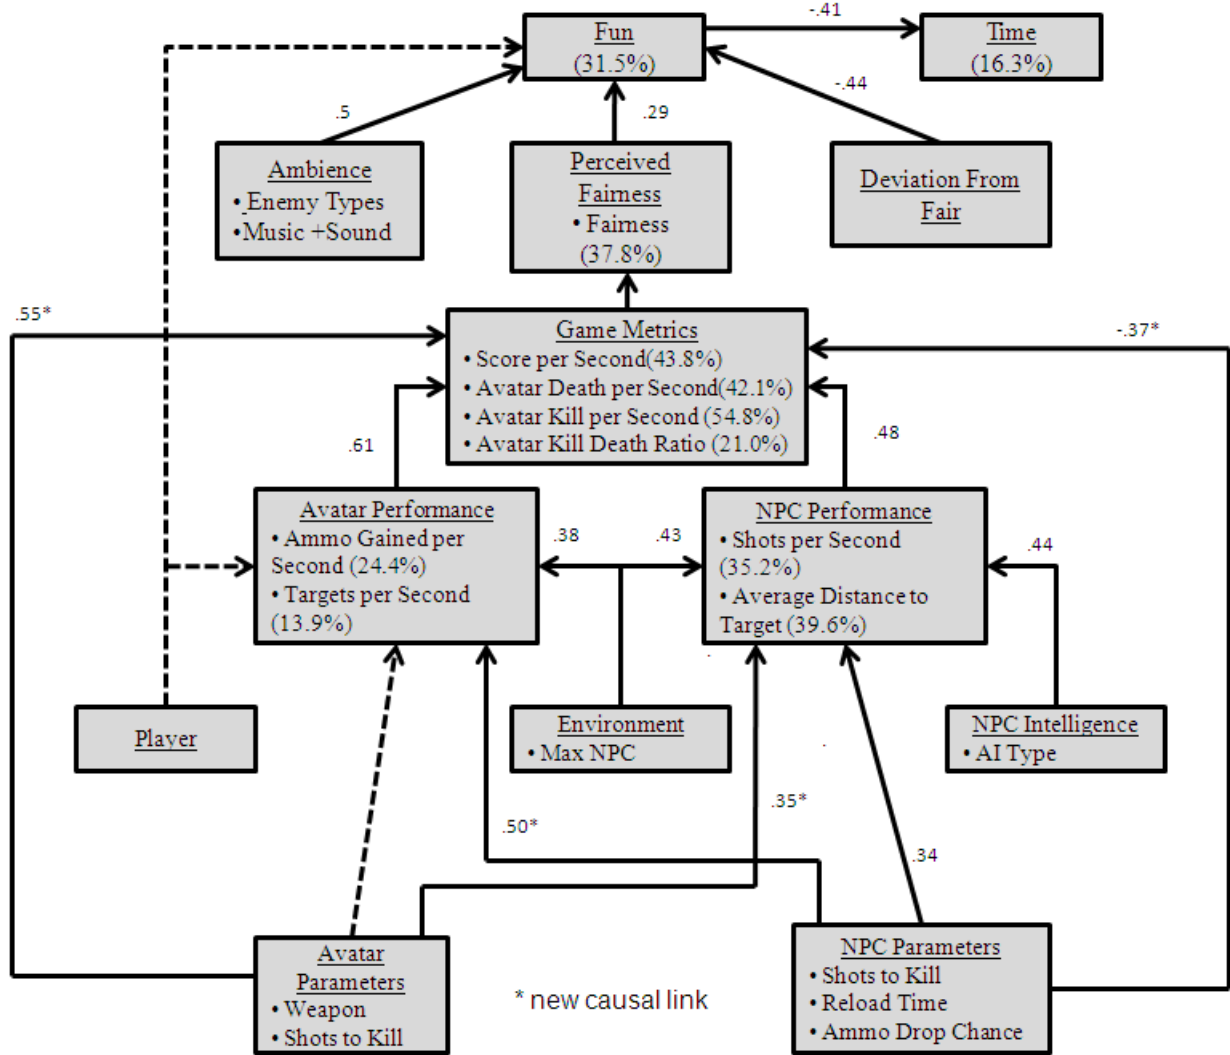 -.41
Fun
(31.5%)
Time
(16.3%)
.5
.29
-.44
Ambience
• Enemy Types
•Music +Sound
Perceived
Fairness
• Fairness
(37.8%)
Deviation From
Fair
.55*
-.37*
Game Metrics
• Score per Second(43.8%)
• Avatar Death per Second(42.1%)
• Avatar Kill per Second (54.8%)
• Avatar Kill Death Ratio (21.0%)
.61
.48
Avatar Performance
• Ammo Gained per
Second (24.4%)
• Targets per Second
(13.9%)
.38
.43
NPC Performance
• Shots per Second
(35.2%)
• Average Distance to
Target (39.6%)
.44
Player
Environment
• Max NPC
NPC Intelligence
• AI Type
.50*
.35*
.34
Avatar
Parameters
• Weapon
• Shots to Kill
* new causal link
NPC Parameters
• Shots to Kill
• Reload Time
• Ammo Drop Chance